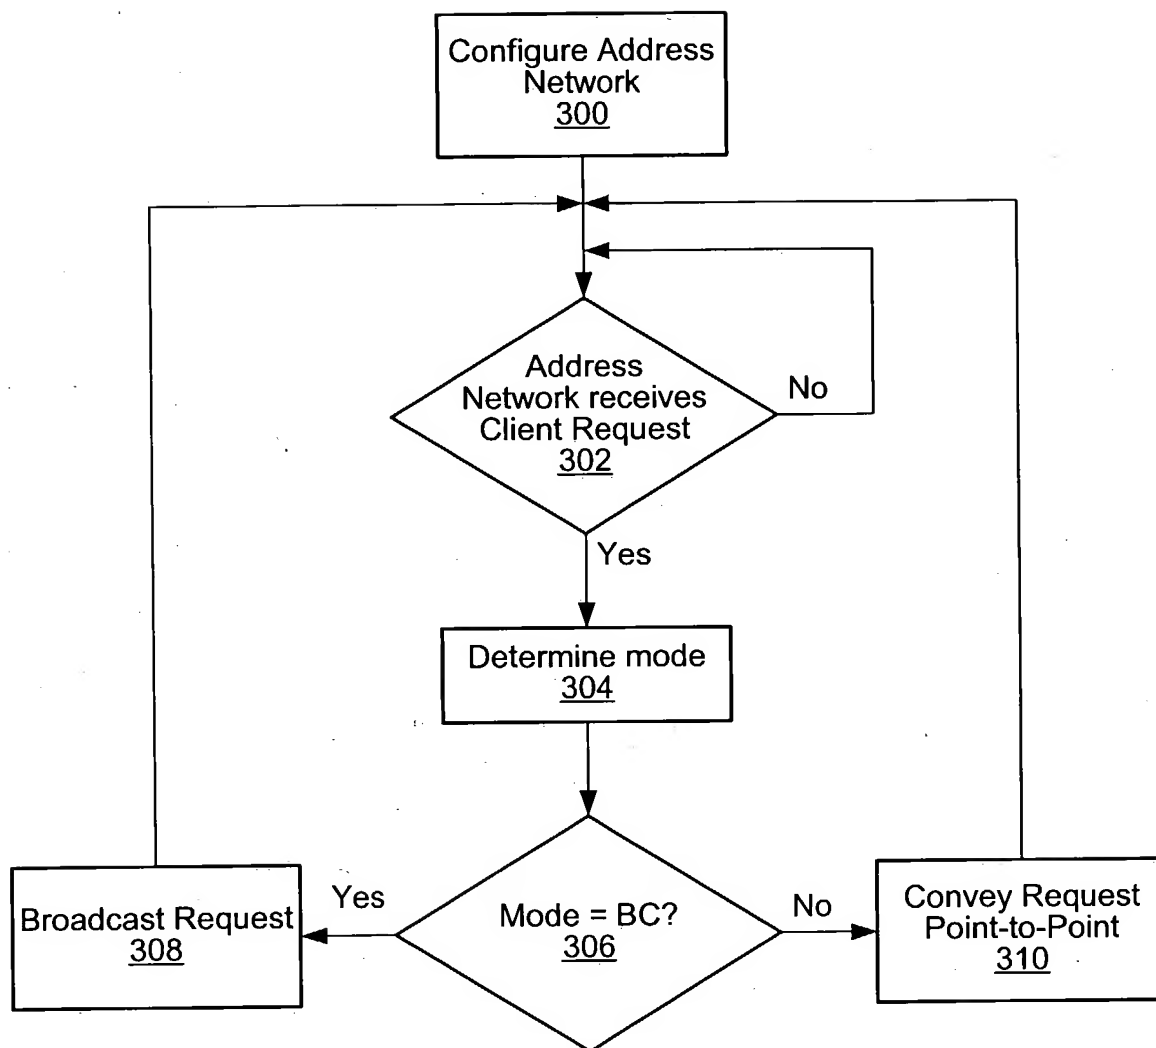 Configure Address
Network
300
Address
Network receives
Client Request
302
No
Yes
Determine mode
304
Yes
Mode = BC?
306
No
Broadcast Request
308
Convey Request
Point-to-Point
310